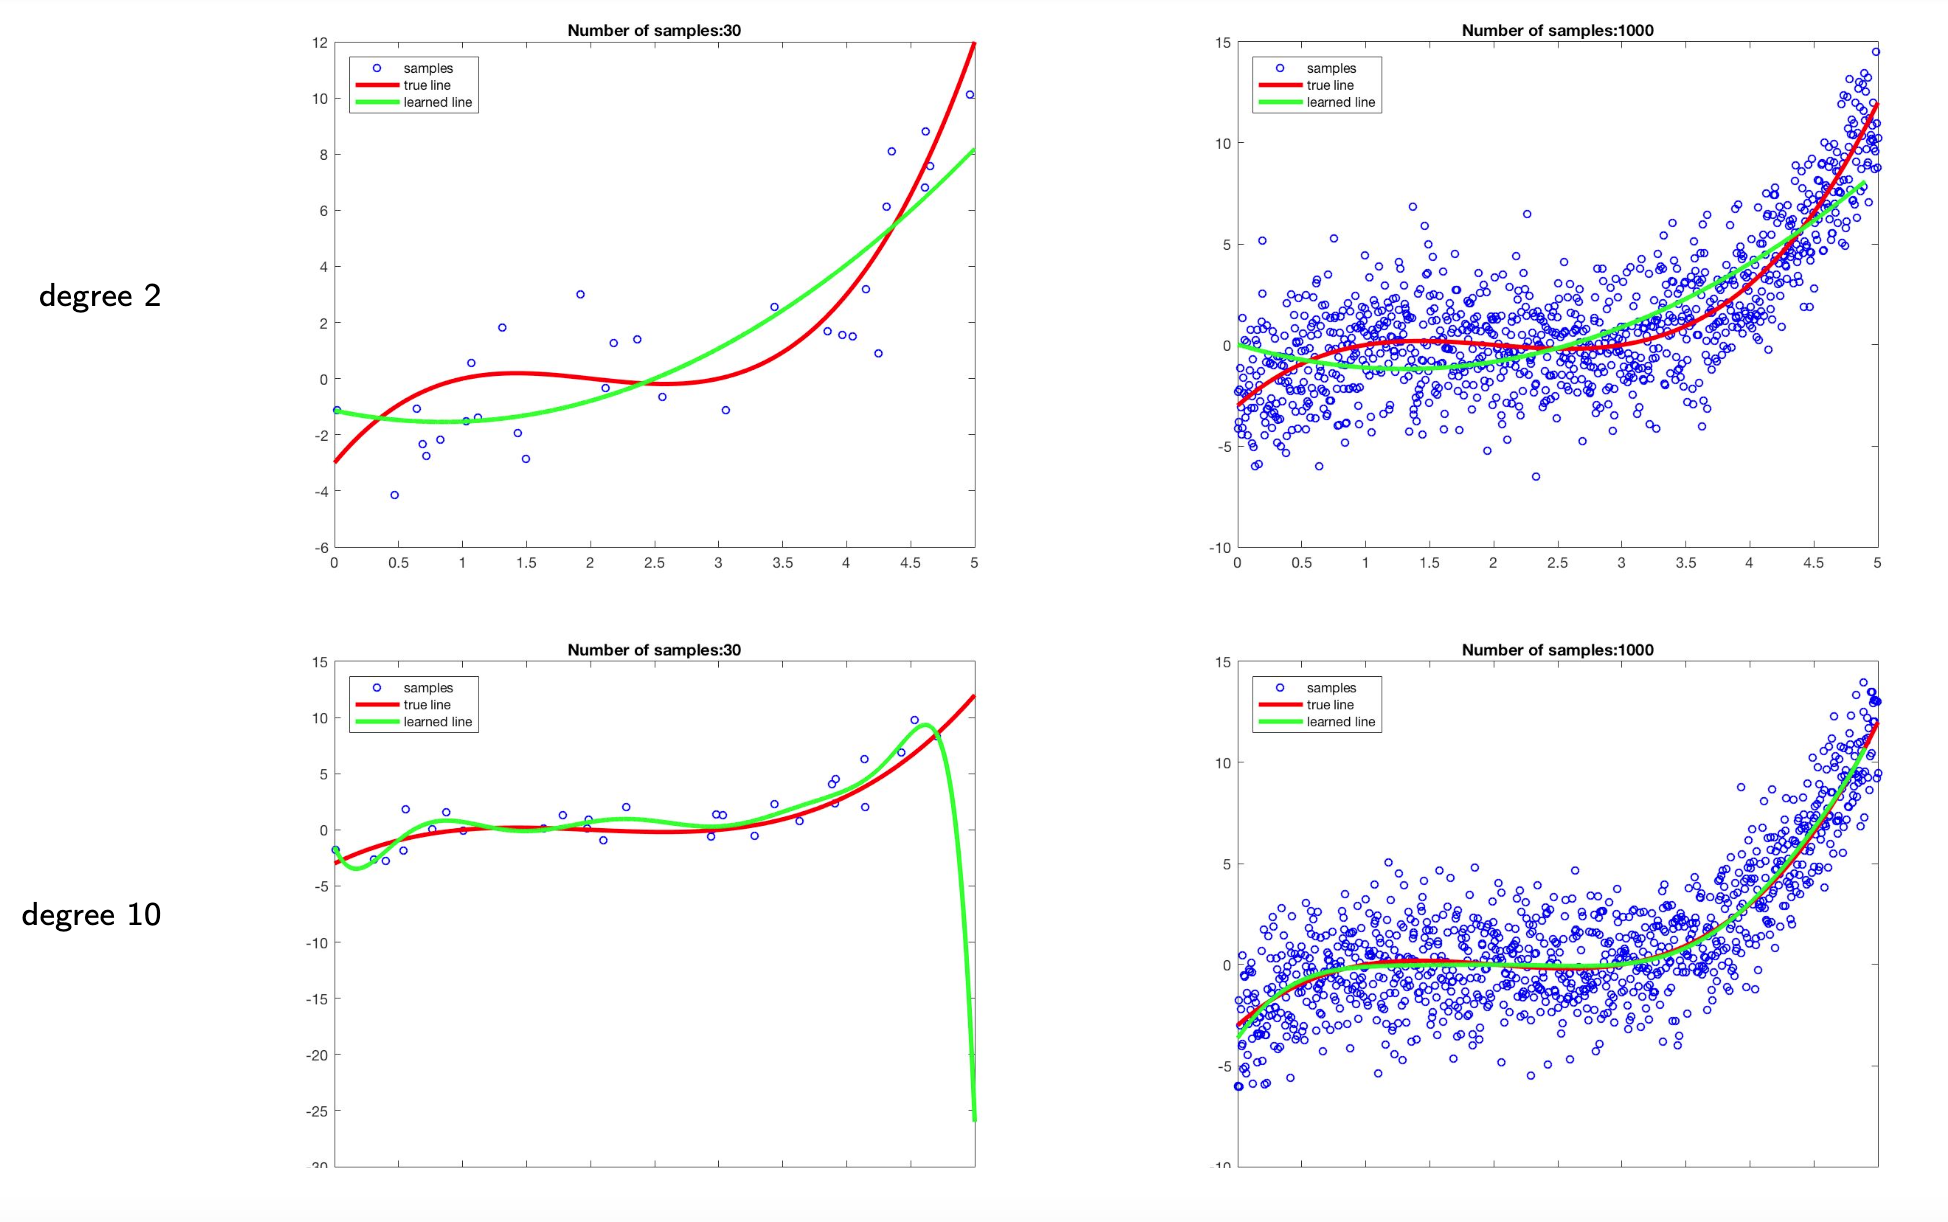 Number of samples:30
12
10
8
6
4
2
0
-2
-4
-6
0 0.5 1 1.5 2 2.5 3 3.5 4 4.5 5
samples
true line
learned line
Number of samples:1000
15
10
5
0
-5
-10
0 0.5 1 1.5 2 2.5 3 3.5 4 4.5 5
samples
true line
learned line
degree 2
Number of samples:30
15
10
5
0
-5
-10
-15
-20
-25
-30
samples
true line
learned line
Number of samples:1000
15
10
5
0
-5
-10
samples
true line
learned line
degree 10